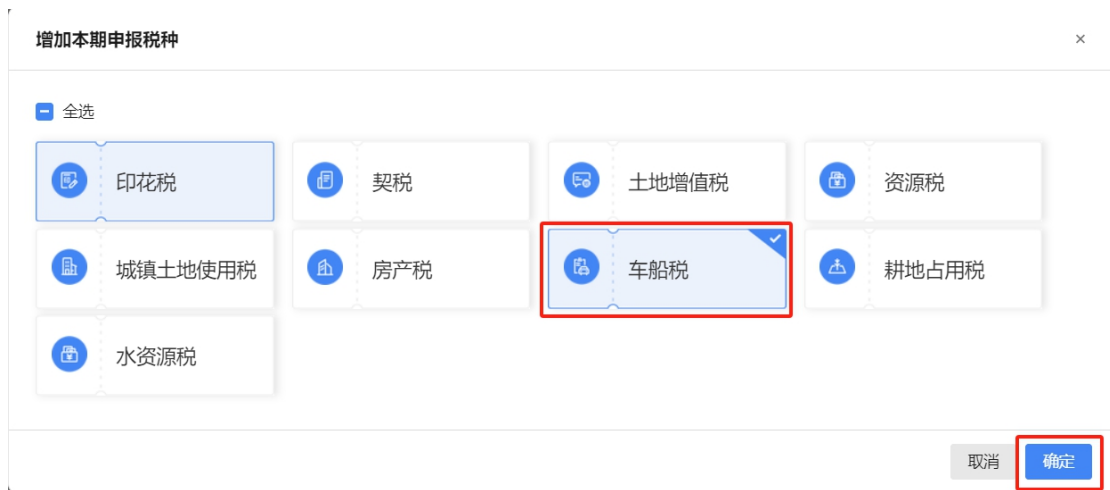 增加本期申报税种
全选
印花税 契税 土地增值税 资源税
城镇土地使用税 房产税 车船税 耕地占用税
水资源税
取消 确定